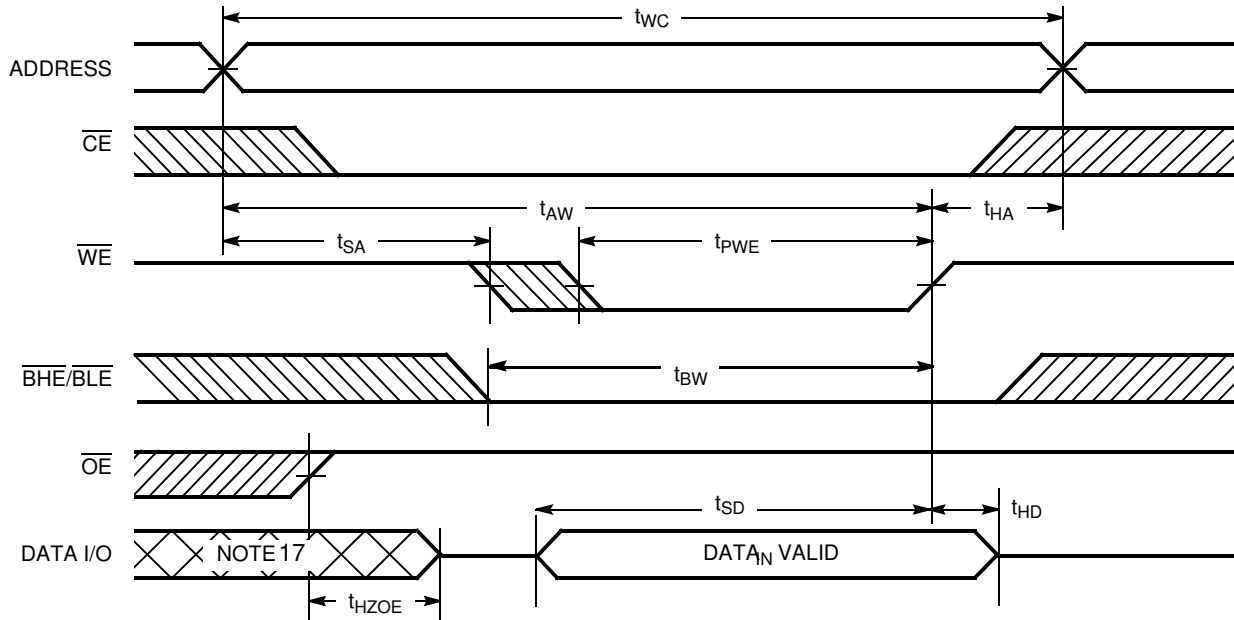 tWC
ADDRESS
CE
tAW
tHA
tSA
tPWE
WE
BHE/BLE
tBW
OE
tSD
tHD
DATA I/O
NOTE 17
DATAIN VALID
tHZOE